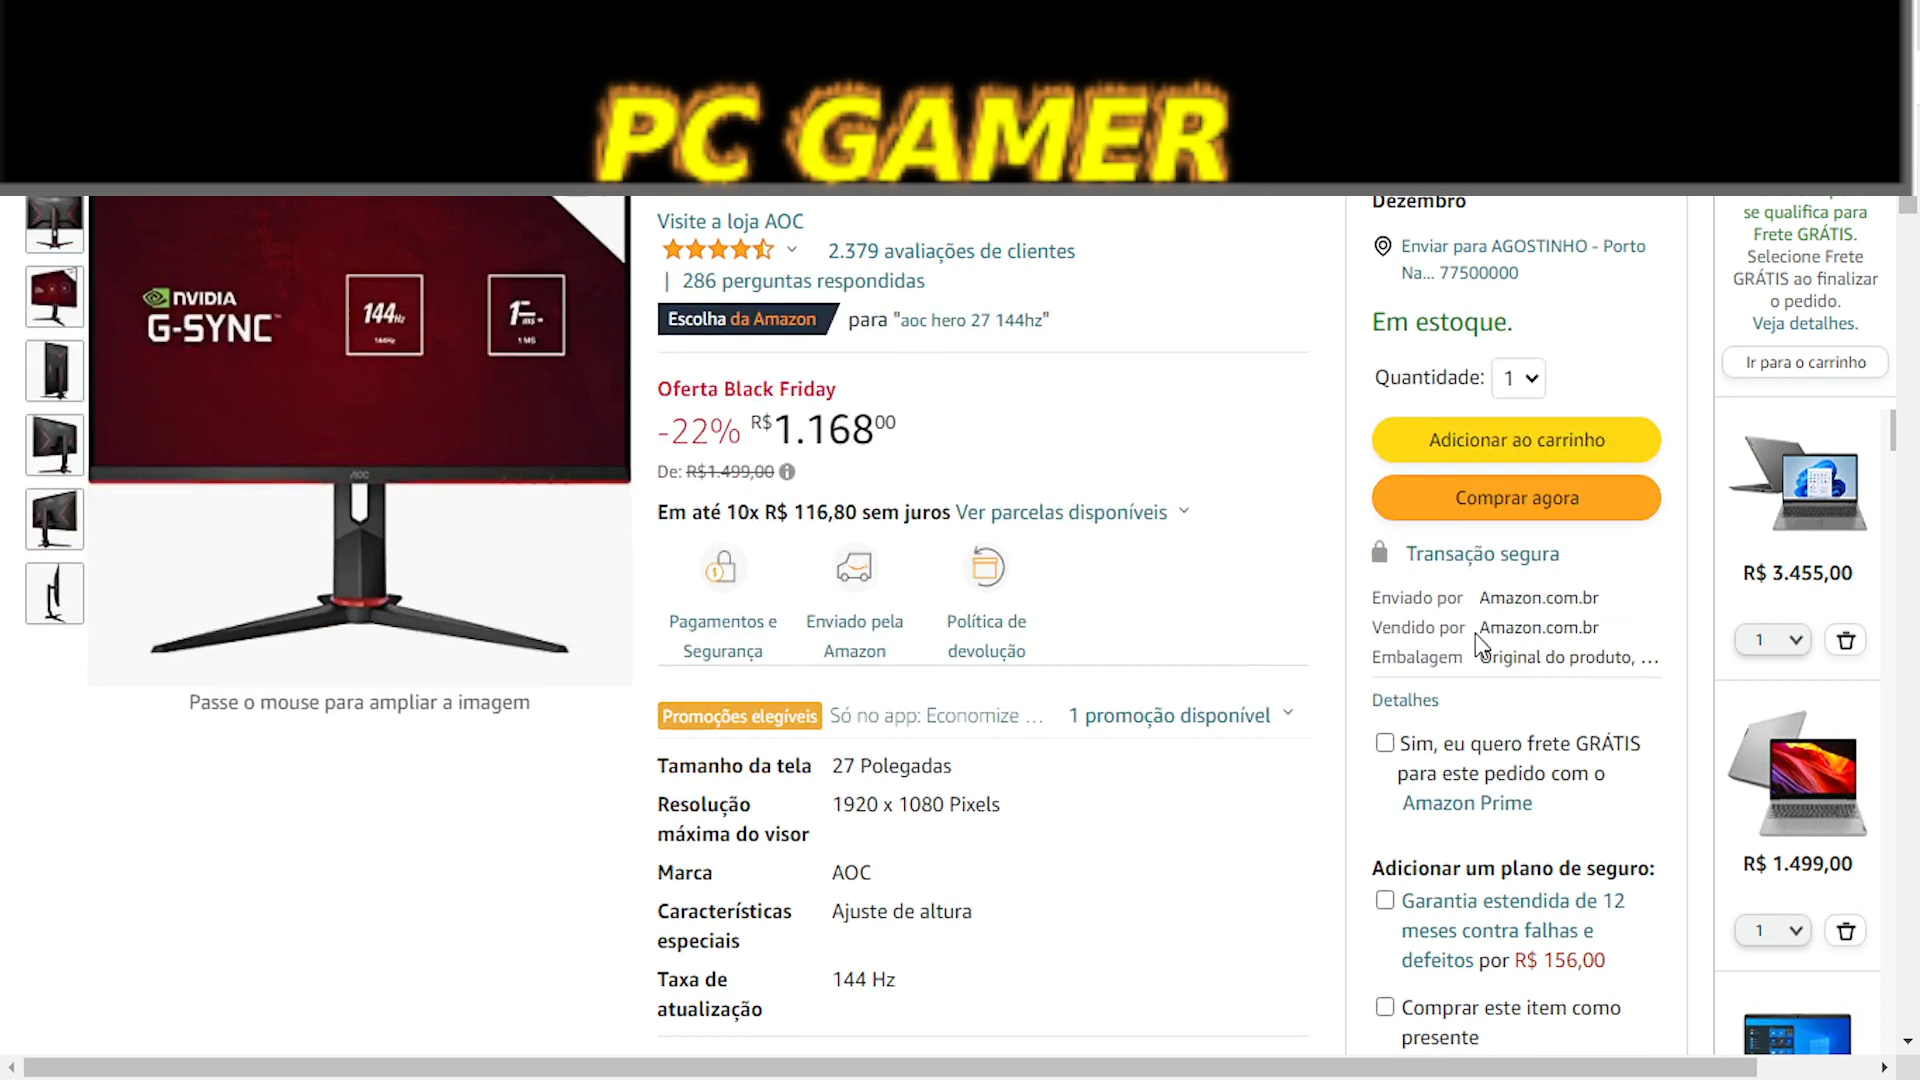 PC GAMER
Visite a loja AOC
2.379 avaliações de clientes
| 286 perguntas respondidas
Escolha da Amazon para "aoc hero 27 144hz"
Oferta Black Friday
-22% R$1.16800
De: R$1.499,00
Em até 10x R$ 116,80 sem juros Ver parcelas disponíveis
Pagamentos e Segurança
Enviado pela Amazon
Política de devolução
Promoções elegíveis Só no app: Economize ... 1 promoção disponível
Tamanho da tela 27 Polegadas
Resolução máxima do visor 1920 x 1080 Pixels
Marca AOC
Características especiais Ajuste de altura
Taxa de atualização 144 Hz
NVIDIA
G-SYNC™
144Hz
144Hz
1ms
1 MS
AOC
Passe o mouse para ampliar a imagem
Dezembro
Enviar para AGOSTINHO - Porto
Na... 77500000
Em estoque.
Quantidade: 1
Adicionar ao carrinho
Comprar agora
Transação segura
Enviado por Amazon.com.br
Vendido por Amazon.com.br
Embalagem Original do produto, ...
Detalhes
Sim, eu quero frete GRÁTIS
para este pedido com o
Amazon Prime
Adicionar um plano de seguro:
Garantia estendida de 12
meses contra falhas e
defeitos por R$ 156,00
Comprar este item como
presente
se qualifica para
Frete GRÁTIS.
Selecione Frete
GRÁTIS ao finalizar
o pedido.
Veja detalhes.
Ir para o carrinho
R$ 3.455,00
1
R$ 1.499,00
1